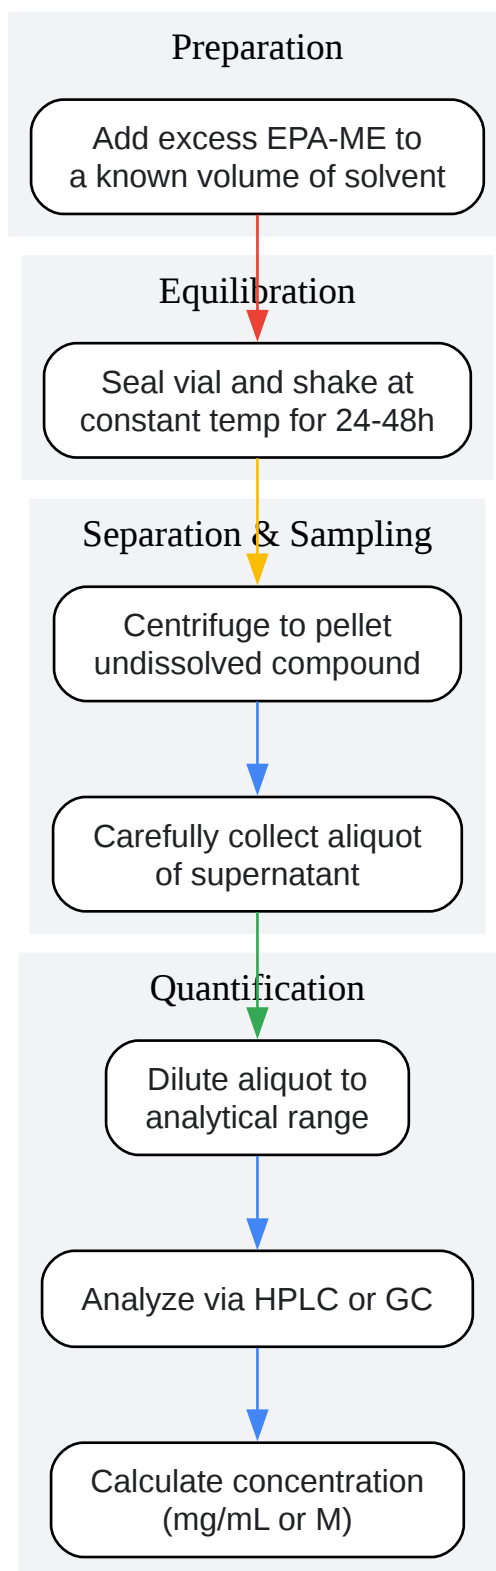 Preparation
Add excess EPA-ME to
a known volume of solvent
Equilibration
Seal vial and shake at
constant temp for 24-48h
Separation & Sampling
Centrifuge to pellet
undissolved compound
Carefully collect aliquot
of supernatant
Quantification
Dilute aliquot to
analytical range
Analyze via HPLC or GC
Calculate concentration
(mg/mL or M)